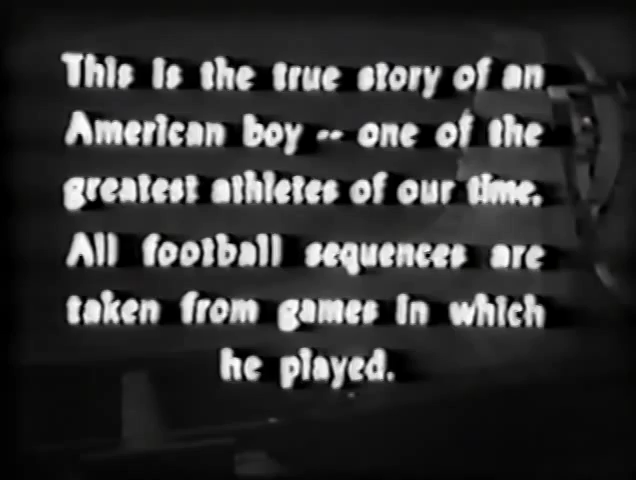 This is the true story of an
American boy -- one of the
greatest athletes of our time.
All football sequences are
taken from games in which
he played.